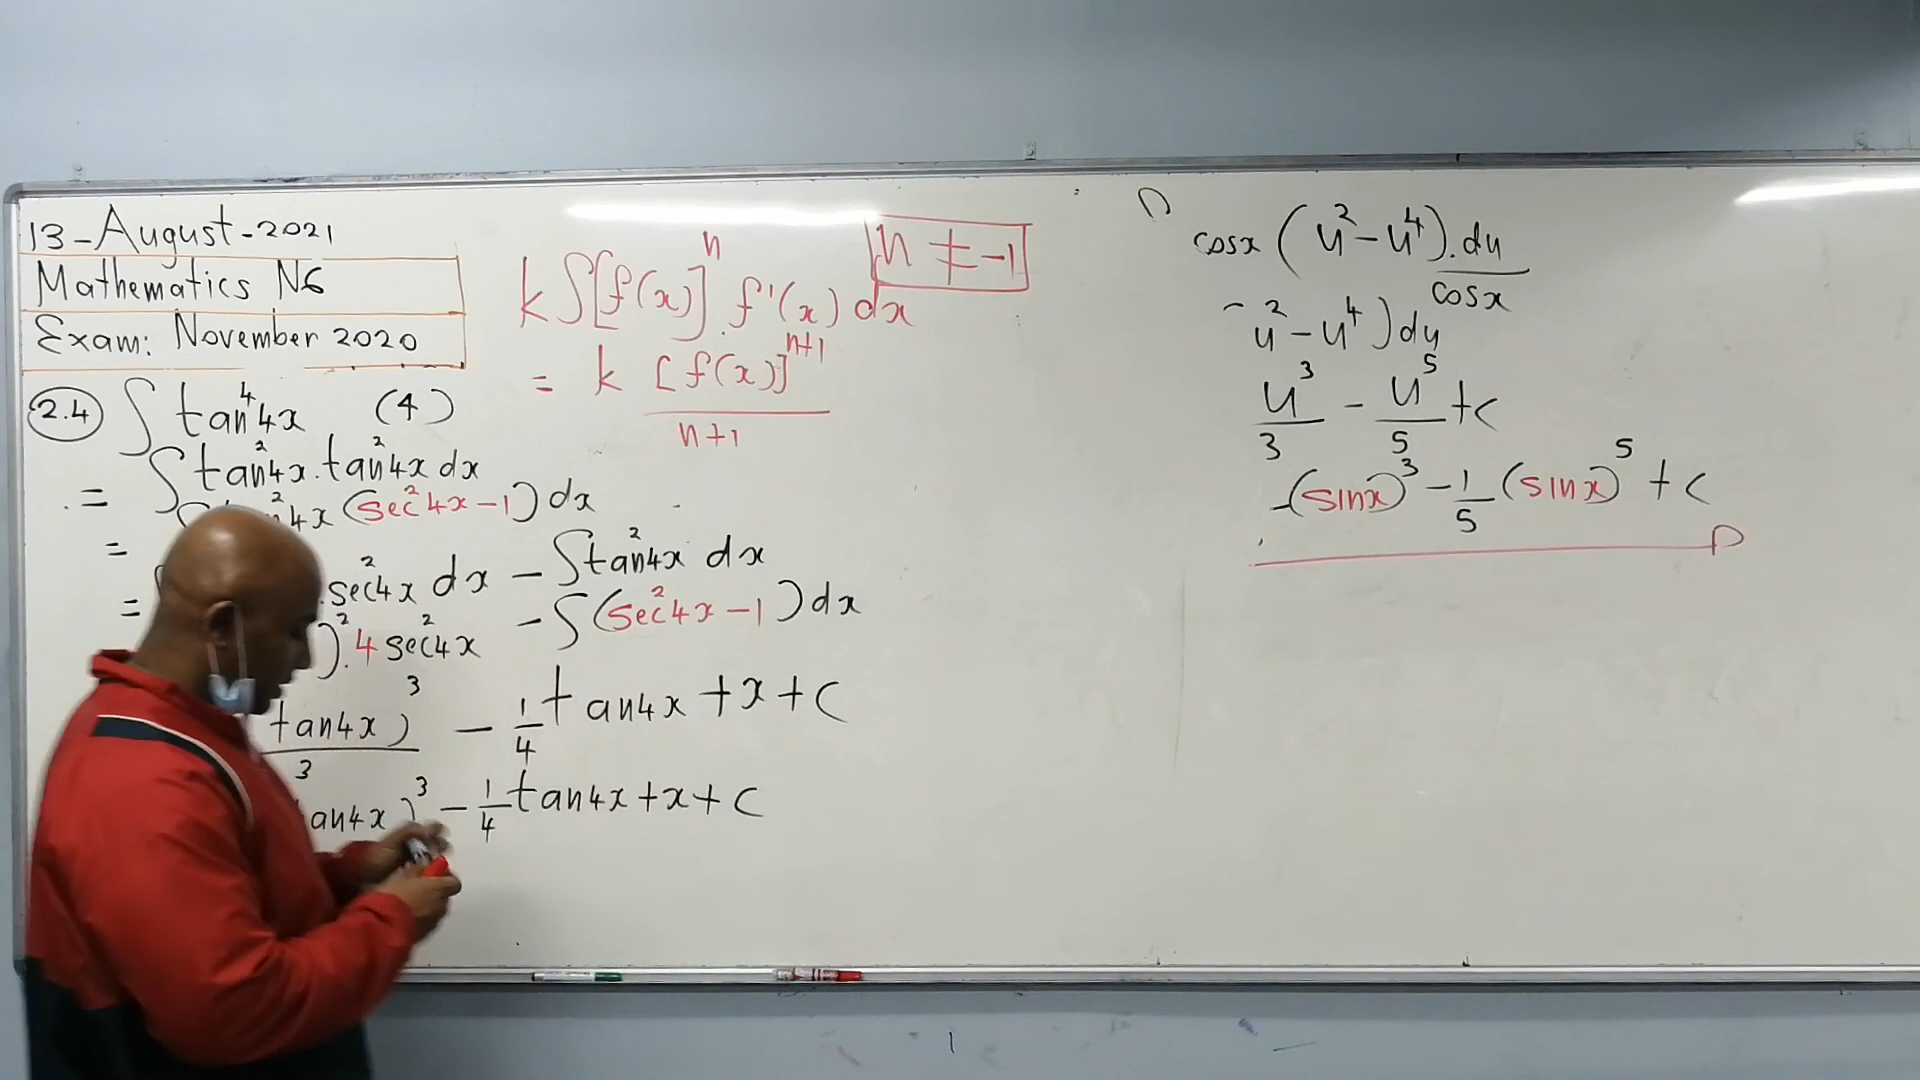 13-August-2021
Mathematics N6
Exam: November 2020
k∫[f(x)]ⁿ.f'(x)dx
n ≠ -1
= k [f(x)]ⁿ⁺¹
n+1
2.4 ∫tan⁴4x (4)
= ∫tan²4x.tan²4x dx
4x(sec²4x-1)dx
= sec²4x dx - ∫tan²4x dx
= )².4sec²4x - ∫(sec²4x-1)dx
tan4x)³ - 1/4 tan4x+x+c
3
an4x)³ - 1/4 tan4x+x+c
cosx(u²-u⁴).du
cosx
u²-u⁴)du
u³/3 - u⁵/5 +c
(sinx)³ - 1/5 (sinx)⁵ + c